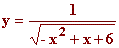 y = 1/√(-x² + x + 6)